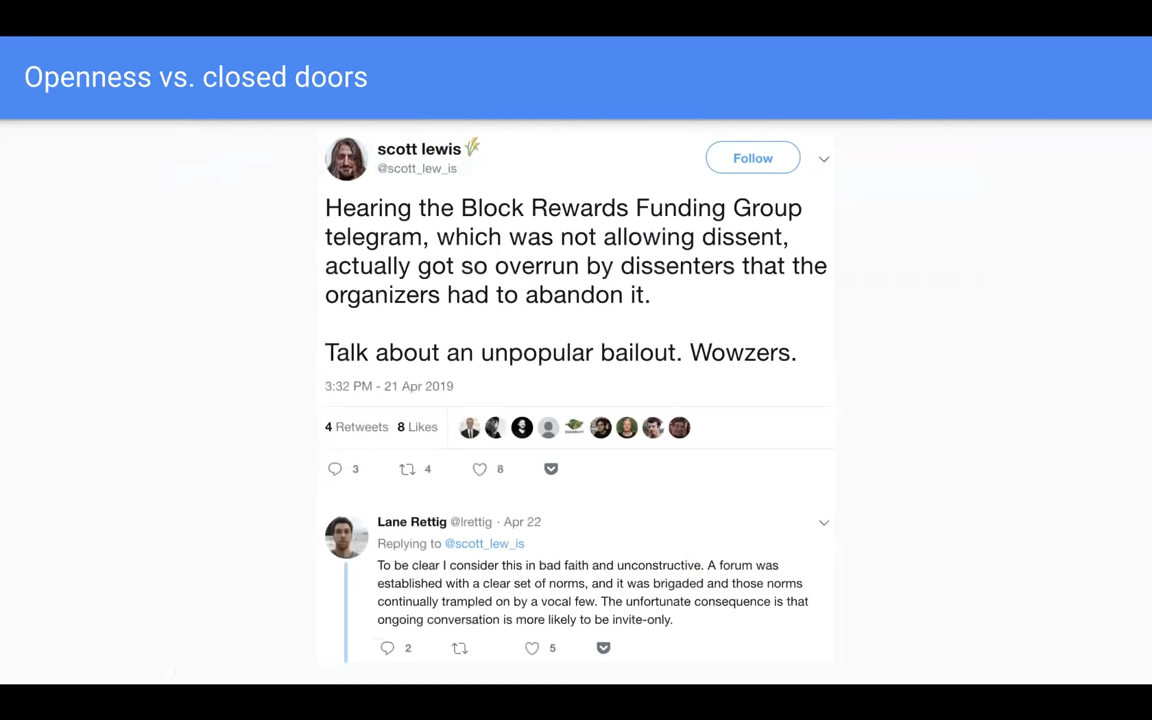 Openness vs. closed doors
scott lewis
@scott_lew_is
Follow
Hearing the Block Rewards Funding Group
telegram, which was not allowing dissent,
actually got so overrun by dissenters that the
organizers had to abandon it.
Talk about an unpopular bailout. Wowzers.
3:32 PM - 21 Apr 2019
4 Retweets 8 Likes
3 4 8
Lane Rettig @lrettig · Apr 22
Replying to @scott_lew_is
To be clear I consider this in bad faith and unconstructive. A forum was
established with a clear set of norms, and it was brigaded and those norms
continually trampled on by a vocal few. The unfortunate consequence is that
ongoing conversation is more likely to be invite-only.
2 5